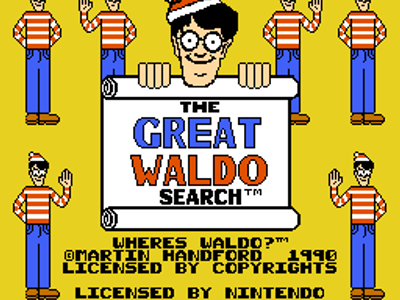 THE
GREAT
WALDO
SEARCH™
WHERES WALDO?™
©MARTIN HANDFORD 1990
LICENSED BY COPYRIGHTS
LICENSED BY NINTENDO